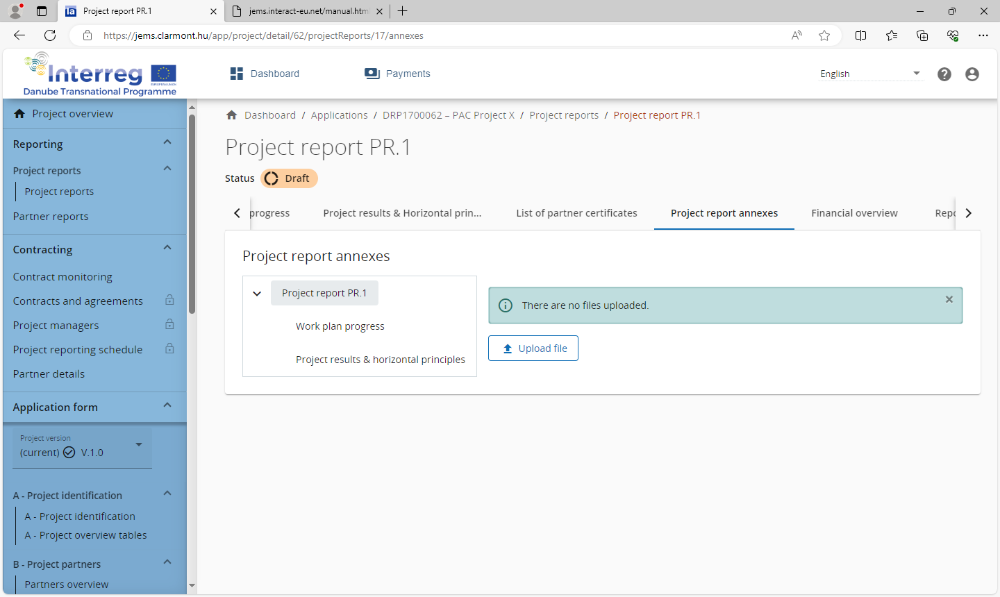 Project report PR.1
jems.interact-eu.net/manual.htm
https://jems.clarmont.hu/app/project/detail/62/projectReports/17/annexes
Interreg
EUROPEAN UNION
Danube Transnational Programme
Dashboard
Payments
English
Project overview
Reporting
Project reports
Project reports
Partner reports
Contracting
Contract monitoring
Contracts and agreements
Project managers
Project reporting schedule
Partner details
Application form
Project version
(current) V.1.0
A - Project identification
A - Project identification
A - Project overview tables
B - Project partners
Partners overview
Dashboard / Applications / DRP1700062 – PAC Project X / Project reports / Project report PR.1
Project report PR.1
Status Draft
progress
Project results & Horizontal prin...
List of partner certificates
Project report annexes
Financial overview
Repo
Project report annexes
Project report PR.1
Work plan progress
Project results & horizontal principles
There are no files uploaded.
Upload file